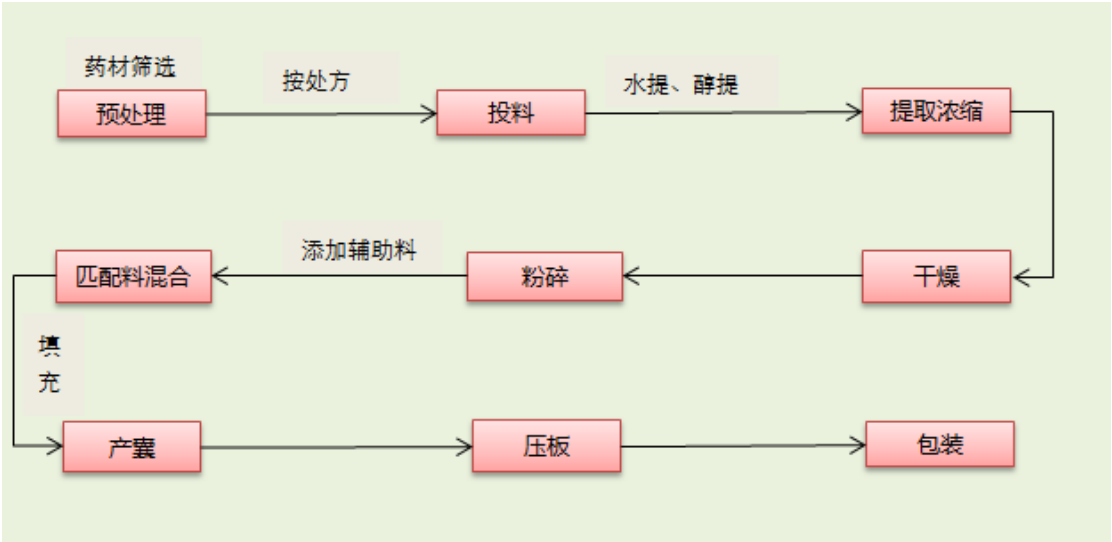 药材筛选
按处方
水提、醇提
预处理
投料
提取浓缩
添加辅助料
匹配料混合
粉碎
干燥
填
充
产囊
压板
包装